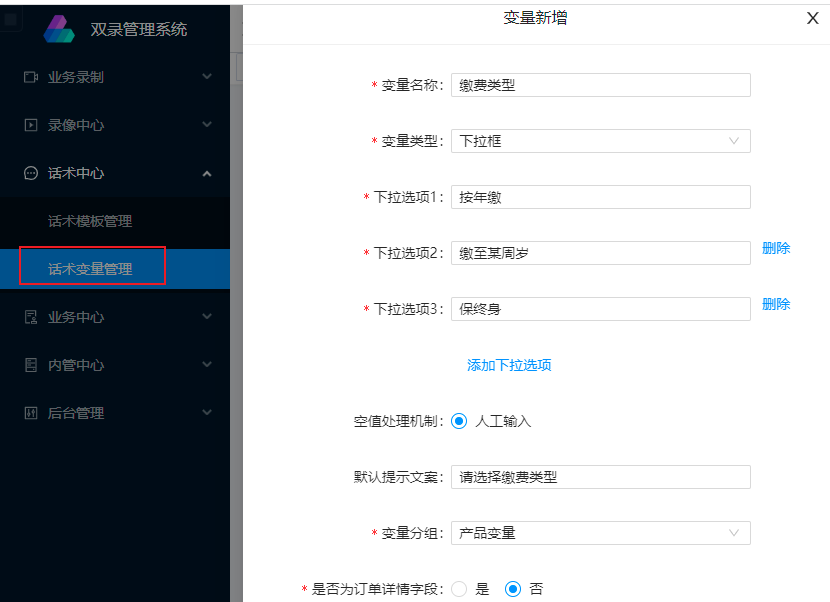 双录管理系统
业务录制
录像中心
话术中心
话术模板管理
话术变量管理
业务中心
内管中心
后台管理
变量新增
X
* 变量名称: 缴费类型
* 变量类型: 下拉框
* 下拉选项1: 按年缴
* 下拉选项2: 缴至某周岁 删除
* 下拉选项3: 保终身 删除
添加下拉选项
空值处理机制: 人工输入
默认提示文案: 请选择缴费类型
* 变量分组: 产品变量
* 是否为订单详情字段: 是 否